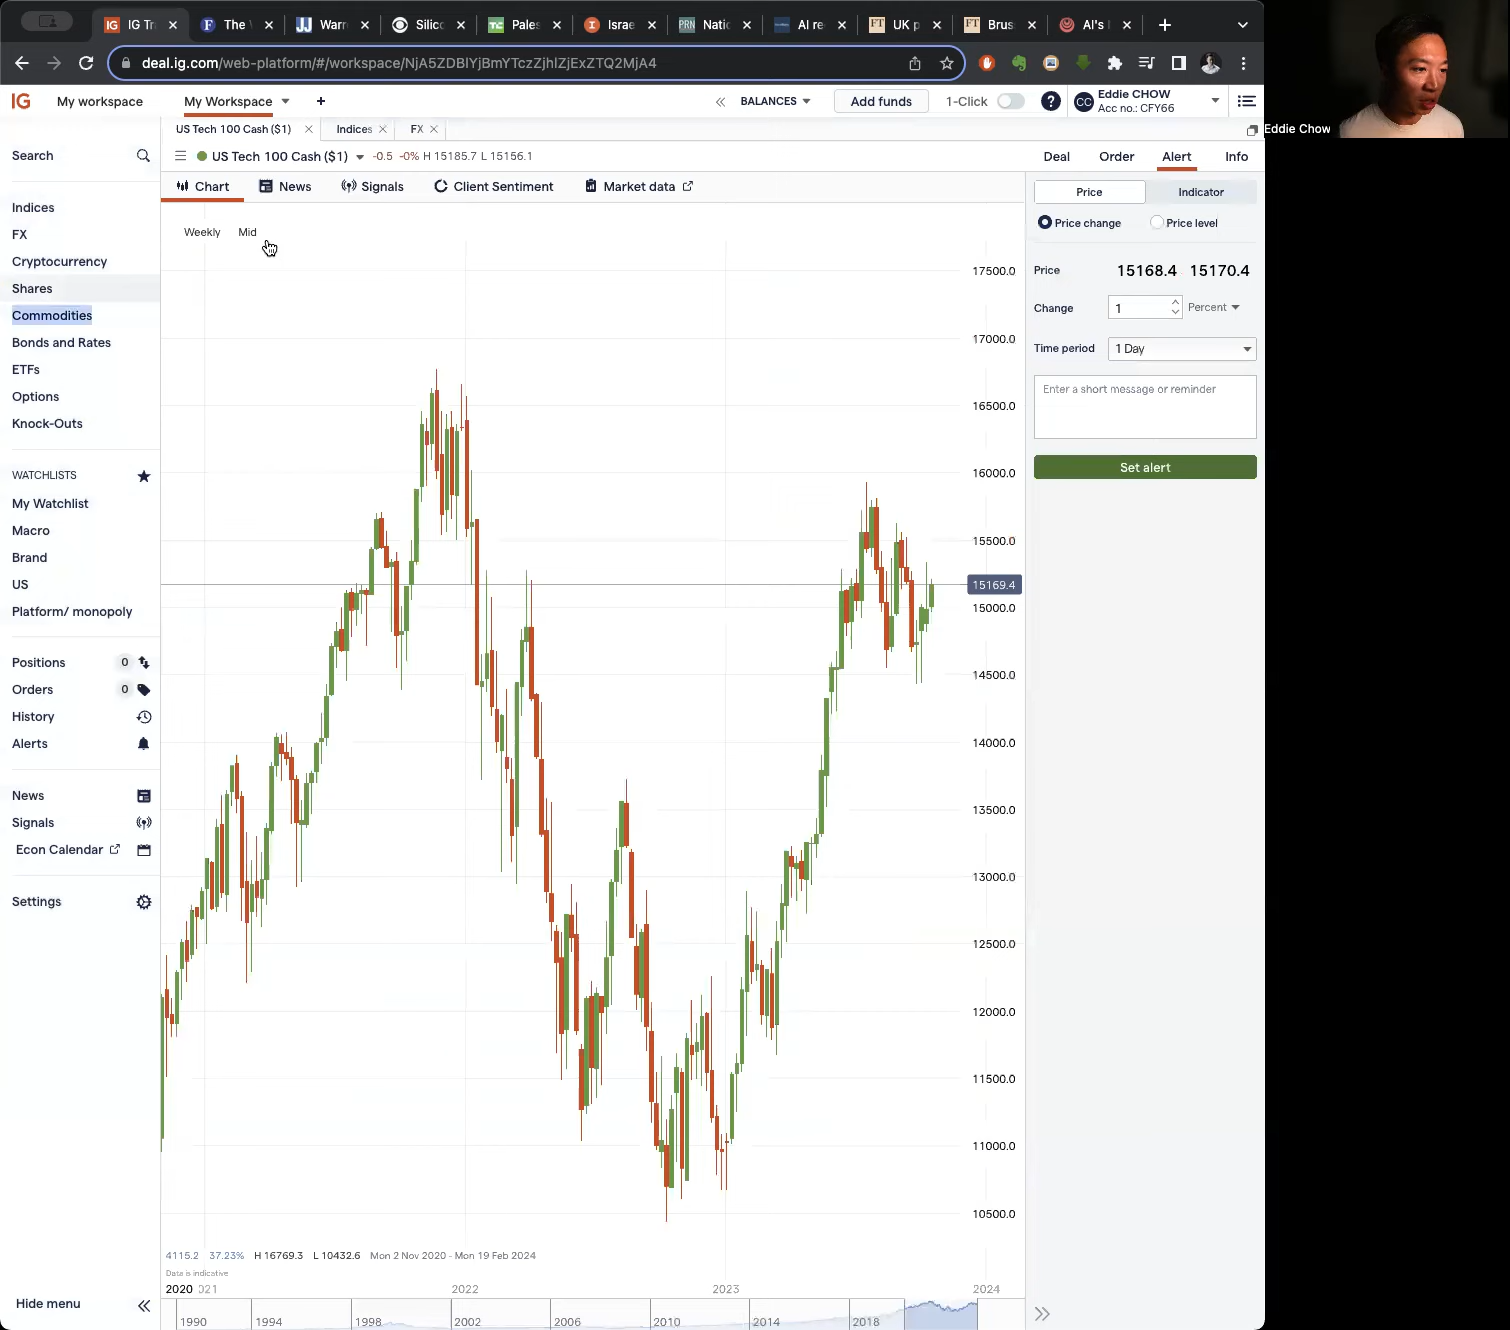 IG Tr
The \
Warr
Silic
Pales
Israe
PRN Natic
AI re
FT UK p
FT Brus
AI's
deal.ig.com/web-platform/#/workspace/
IG My workspace My Workspace + BALANCES Add funds 1-Click ? CC Eddie CHOW
Acc no.: CFY66
Eddie Chow
US Tech 100 Cash ($1) Indices FX
Search
US Tech 100 Cash ($1) -0.5 -0% H 15185.7 L 15156.1
Deal Order Alert Info
Chart News Signals Client Sentiment Market data
Weekly Mid
Indices
FX
Cryptocurrency
Shares
Commodities
Bonds and Rates
ETFs
Options
Knock-Outs
WATCHLISTS
My Watchlist
Macro
Brand
US
Platform/ monopoly
Positions 0
Orders 0
History
Alerts
News
Signals
Econ Calendar
Settings
Hide menu
17500.0
17000.0
16500.0
16000.0
15500.0
15169.4
15000.0
14500.0
14000.0
13500.0
13000.0
12500.0
12000.0
11500.0
11000.0
10500.0
4115.2 37.23% H 16769.3 L 10432.6 Mon 2 Nov 2020 - Mon 19 Feb 2024
Data is indicative
2020 021 2022 2023 2024
1990 1994 1998 2002 2006 2010 2014 2018
Price Indicator
Price change Price level
Price 15168.4 15170.4
Change 1 Percent
Time period 1 Day
Enter a short message or reminder
Set alert